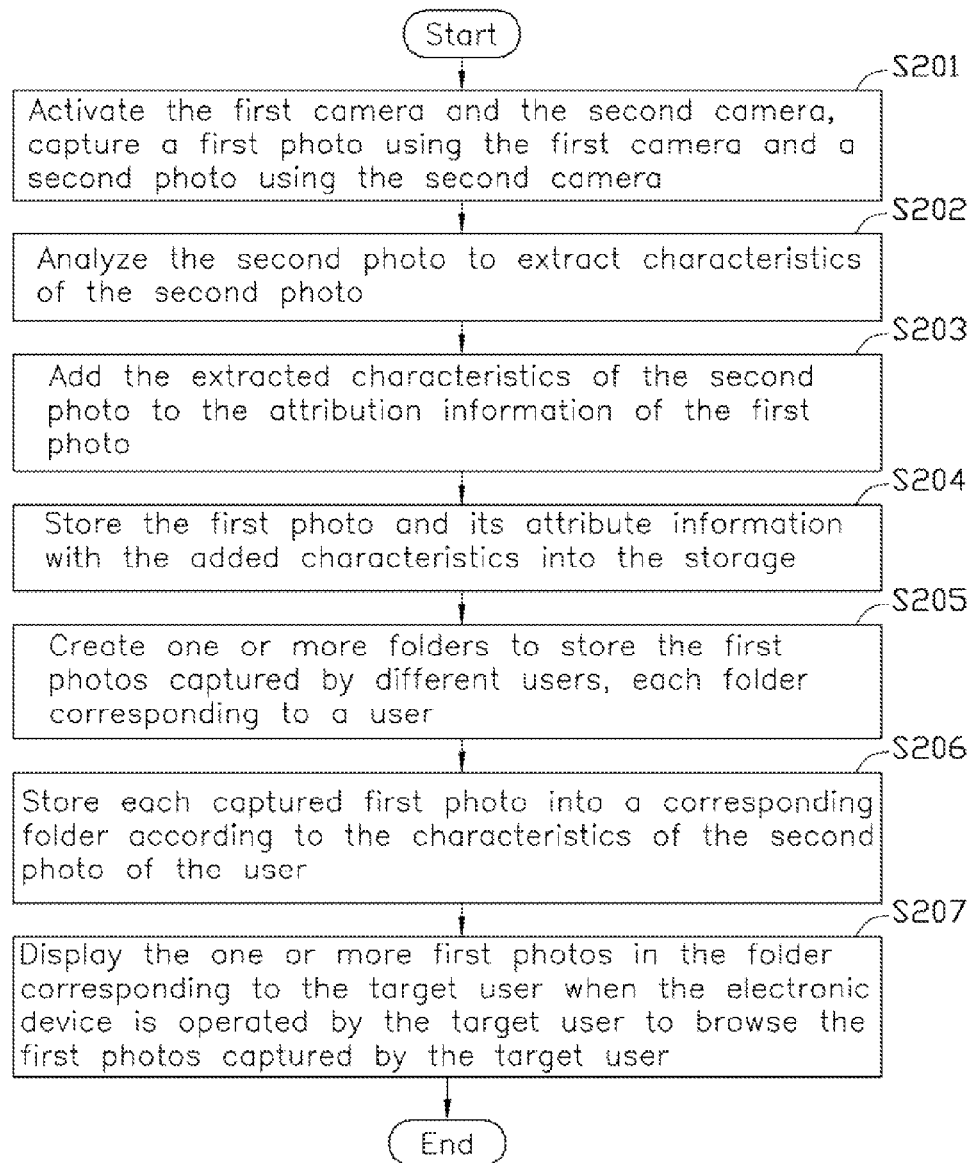 Start
S201
Activate the first camera and the second camera,
capture a first photo using the first camera and a
second photo using the second camera
S202
Analyze the second photo to extract characteristics
of the second photo
S203
Add the extracted characteristics of the second
photo to the attribution information of the first
photo
S204
Store the first photo and its attribute information
with the added characteristics into the storage
S205
Create one or more folders to store the first
photos captured by different users, each folder
corresponding to a user
S206
Store each captured first photo into a corresponding
folder according to the characteristics of the second
photo of the user
S207
Display the one or more first photos in the folder
corresponding to the target user when the electronic
device is operated by the target user to browse the
first photos captured by the target user
End